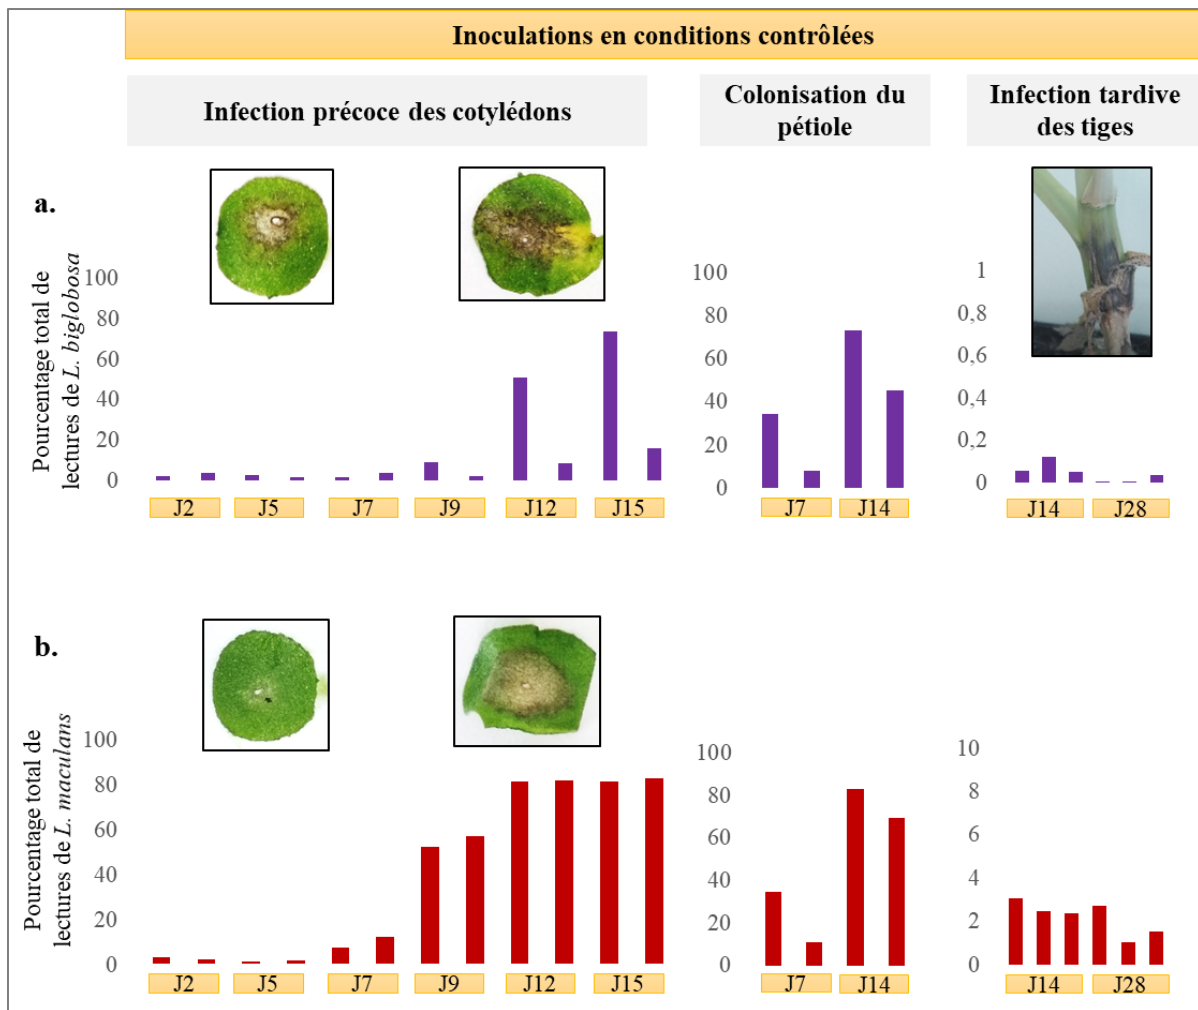 Inoculations en conditions contrôlées
Infection précoce des cotylédons
Colonisation du
pétiole
Infection tardive
des tiges
a.
Pourcentage total de
lectures de L. biglobosa
100
80
60
40
20
0
J2
J5
J7
J9
J12
J15
100
80
60
40
20
0
J7
J14
1
0,8
0,6
0,4
0,2
0
J14
J28
b.
Pourcentage total de
lectures de L. maculans
100
80
60
40
20
0
J2
J5
J7
J9
J12
J15
100
80
60
40
20
0
J7
J14
10
8
6
4
2
0
J14
J28